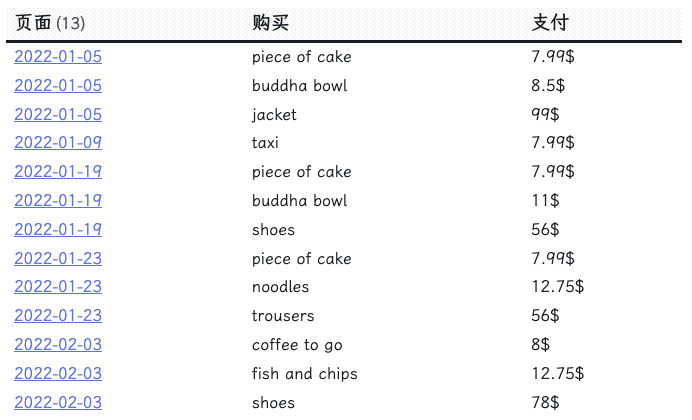 页面 (13) 购买 支付
2022-01-05 piece of cake 7.99$
2022-01-05 buddha bowl 8.5$
2022-01-05 jacket 99$
2022-01-09 taxi 7.99$
2022-01-19 piece of cake 7.99$
2022-01-19 buddha bowl 11$
2022-01-19 shoes 56$
2022-01-23 piece of cake 7.99$
2022-01-23 noodles 12.75$
2022-01-23 trousers 56$
2022-02-03 coffee to go 8$
2022-02-03 fish and chips 12.75$
2022-02-03 shoes 78$